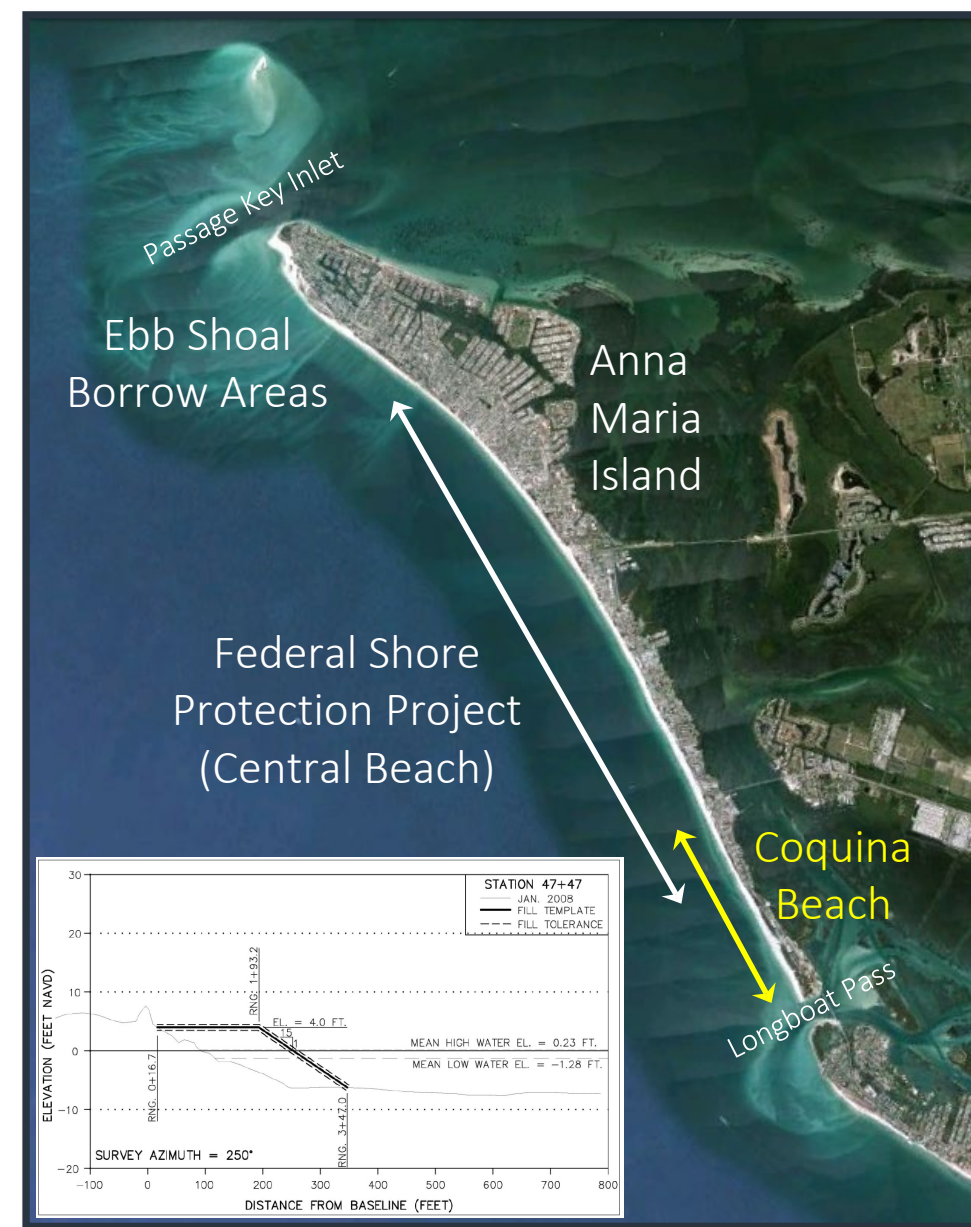 Passage Key Inlet
Ebb Shoal
Borrow Areas
Anna
Maria
Island
Federal Shore
Protection Project
(Central Beach)
Coquina
Beach
Longboat Pass
30
20
10
0
-10
-20
ELEVATION (FEET NAVD)
STATION 47+47
JAN. 2008
FILL TEMPLATE
FILL TOLERANCE
RNG. 1+93.2
EL. = 4.0 FT.
15
1
MEAN HIGH WATER EL. = 0.23 FT.
MEAN LOW WATER EL. = -1.28 FT.
RNG. 0+16.7
RNG. 3+47.0
SURVEY AZIMUTH = 250°
-100 0 100 200 300 400 500 600 700 800
DISTANCE FROM BASELINE (FEET)